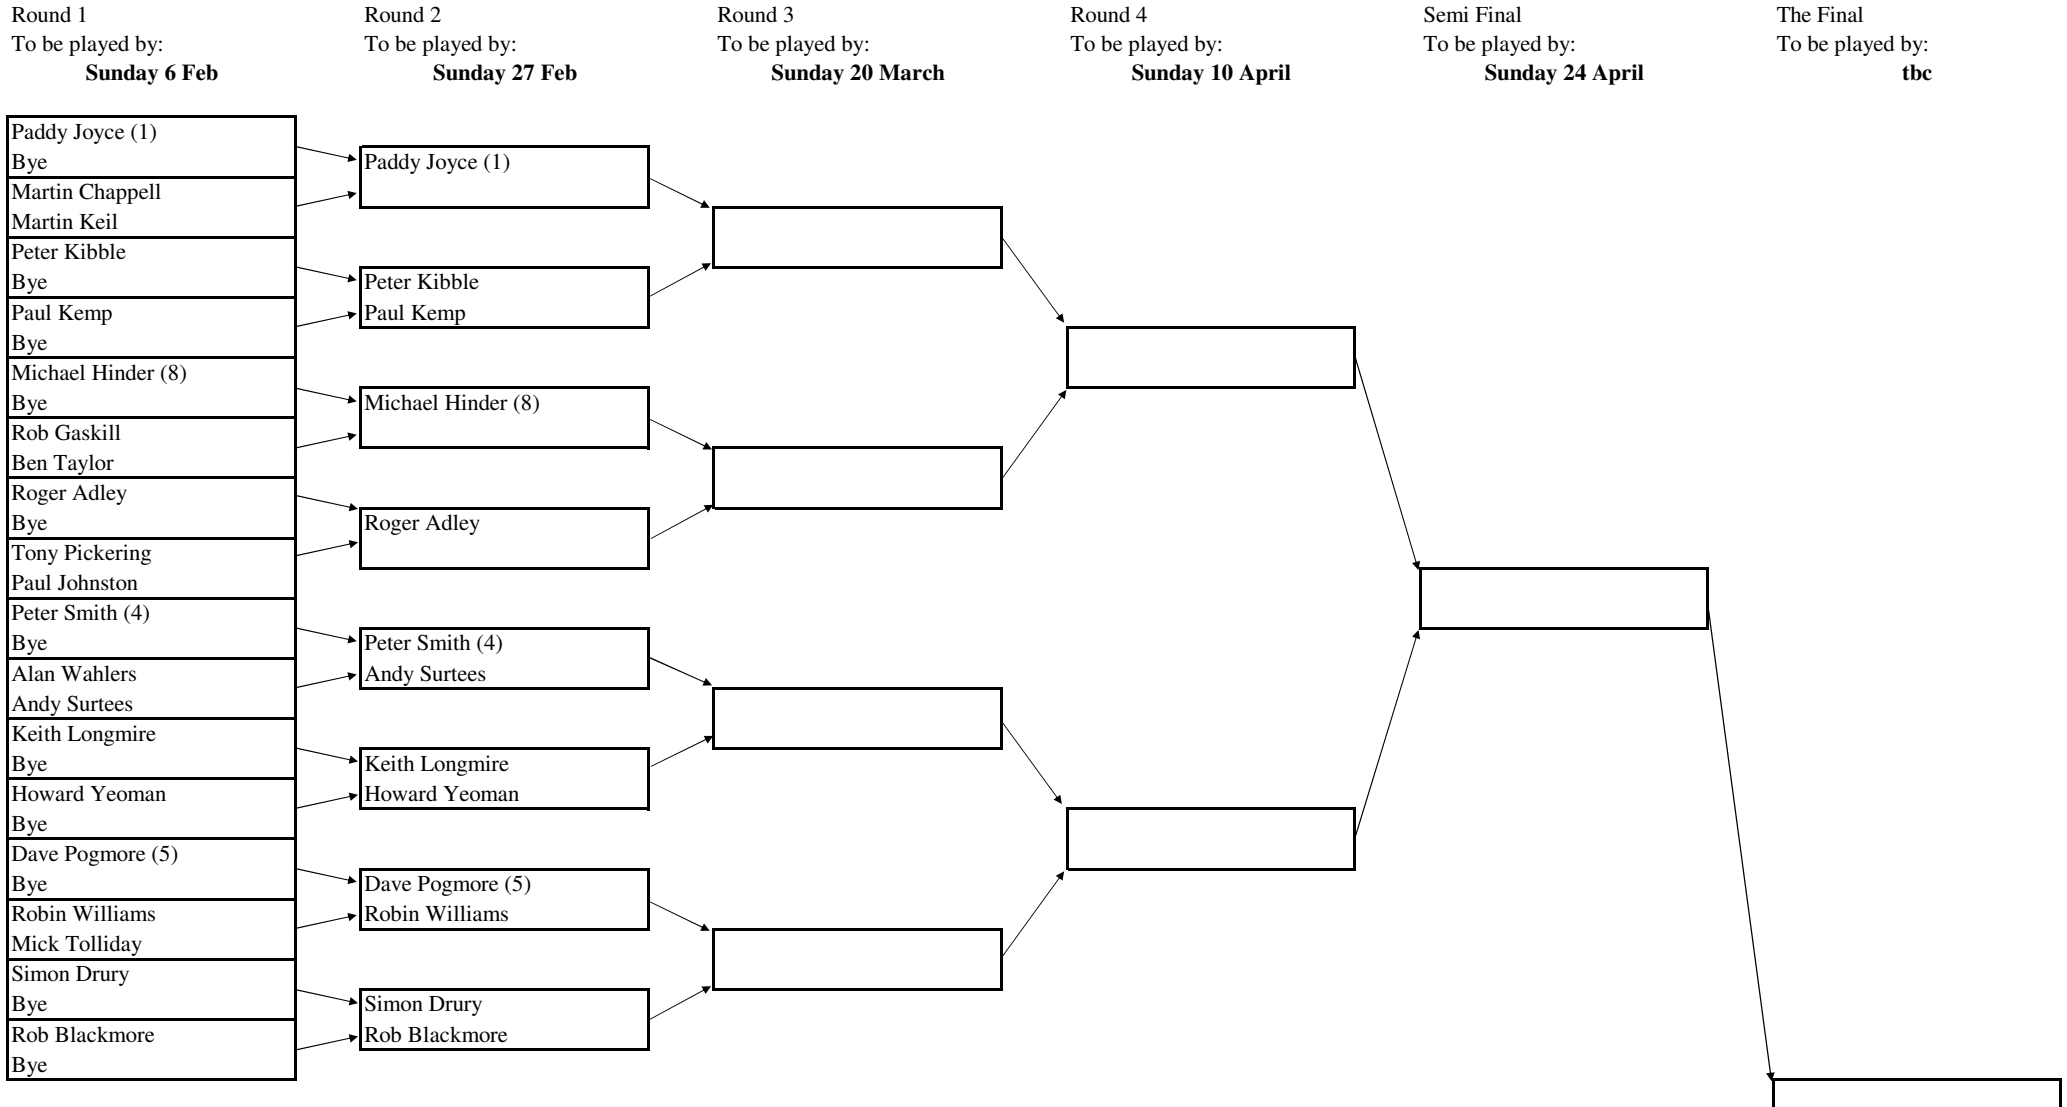 Round 1
To be played by:
Sunday 6 Feb
Round 2
To be played by:
Sunday 27 Feb
Round 3
To be played by:
Sunday 20 March
Round 4
To be played by:
Sunday 10 April
Semi Final
To be played by:
Sunday 24 April
The Final
To be played by:
tbc
Paddy Joyce (1)
Bye
Martin Chappell
Martin Keil
Peter Kibble
Bye
Paul Kemp
Bye
Michael Hinder (8)
Bye
Rob Gaskill
Ben Taylor
Roger Adley
Bye
Tony Pickering
Paul Johnston
Peter Smith (4)
Bye
Alan Wahlers
Andy Surtees
Keith Longmire
Bye
Howard Yeoman
Bye
Dave Pogmore (5)
Bye
Robin Williams
Mick Tolliday
Simon Drury
Bye
Rob Blackmore
Bye
Paddy Joyce (1)
Peter Kibble
Paul Kemp
Michael Hinder (8)
Roger Adley
Peter Smith (4)
Andy Surtees
Keith Longmire
Howard Yeoman
Dave Pogmore (5)
Robin Williams
Simon Drury
Rob Blackmore